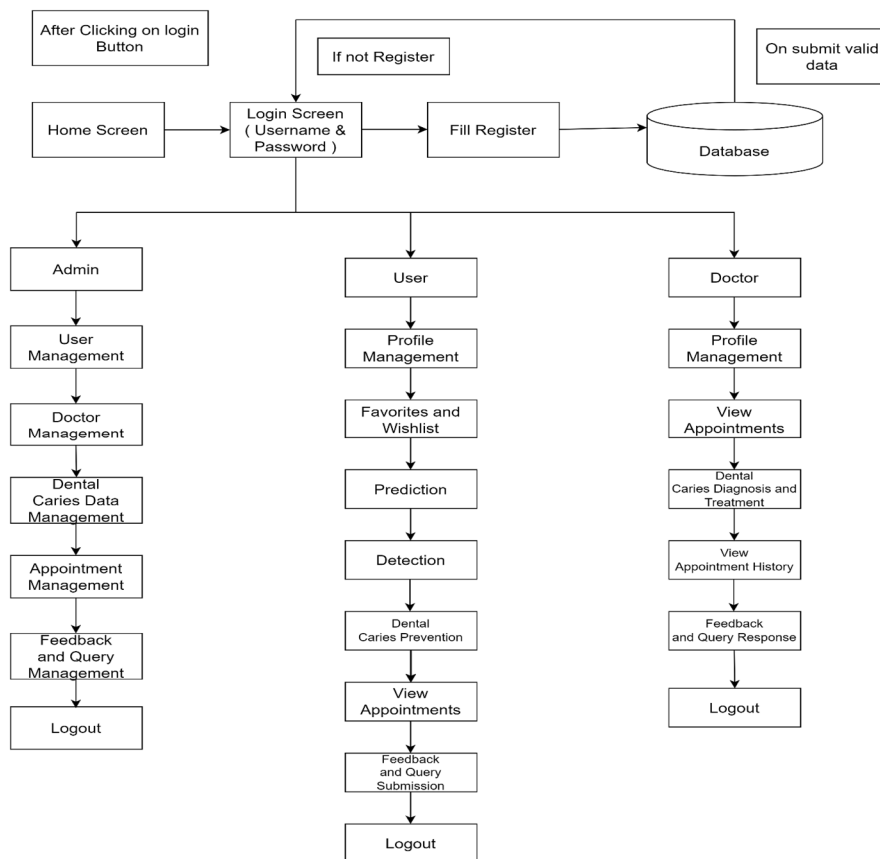 After Clicking on login
Button
If not Register
On submit valid
data
Home Screen
Login Screen
( Username &
Password )
Fill Register
Database
Admin
User
Management
Doctor
Management
Dental
Caries Data
Management
Appointment
Management
Feedback
and Query
Management
Logout
User
Profile
Management
Favorites and
Wishlist
Prediction
Detection
Dental
Caries Prevention
View
Appointments
Feedback
and Query
Submission
Logout
Doctor
Profile
Management
View
Appointments
Dental
Caries Diagnosis and
Treatment
View
Appointment History
Feedback
and Query Response
Logout